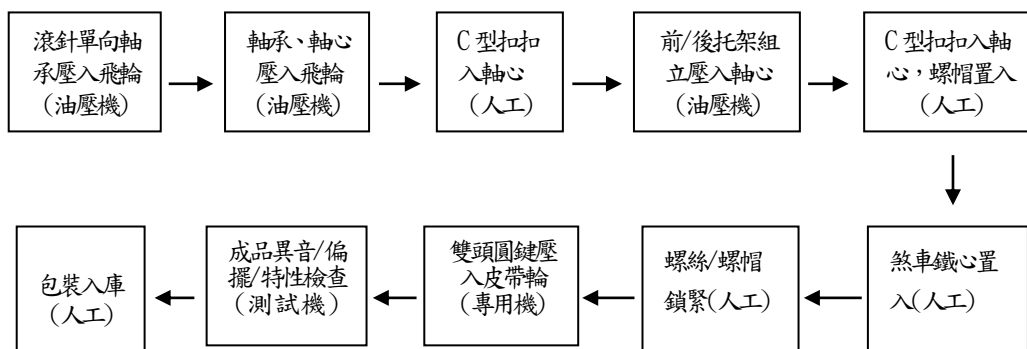 滾針單向軸
承壓入飛輪
(油壓機)
軸承、軸心
壓入飛輪
(油壓機)
C型扣扣
入軸心
(人工)
前/後托架組
立壓入軸心
(油壓機)
C型扣扣入軸
心，螺帽置入
(人工)
煞車鐵心置
入(人工)
螺絲/螺帽
鎖緊(人工)
雙頭圓鍵壓
入皮帶輪
(專用機)
成品異音/偏
擺/特性檢查
(測試機)
包裝入庫
(人工)